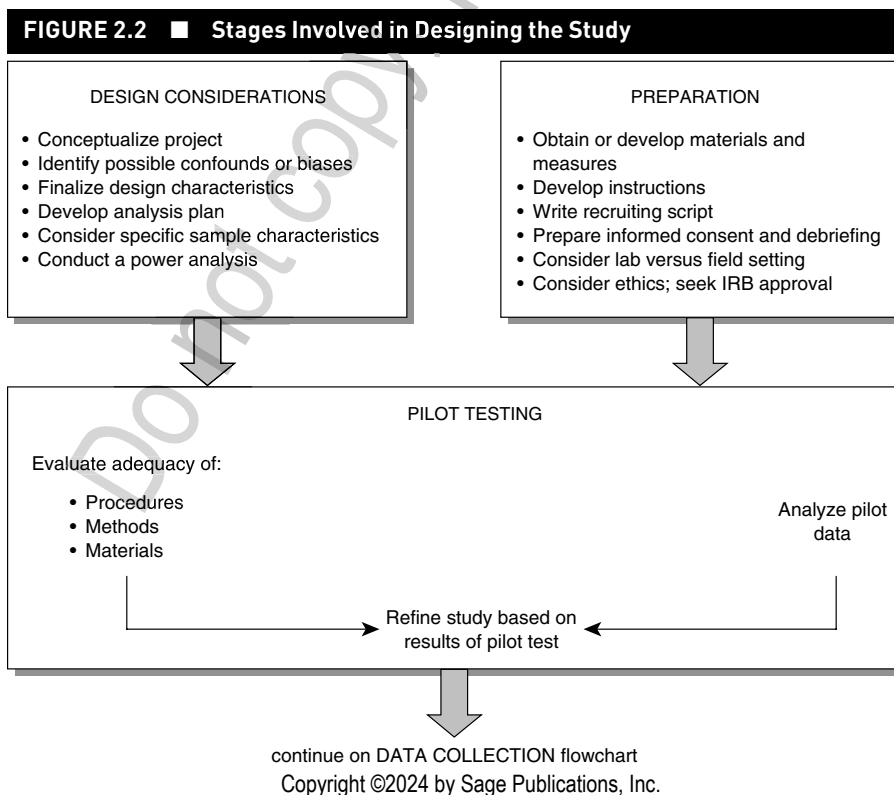 FIGURE 2.2 ■ Stages Involved in Designing the Study
DESIGN CONSIDERATIONS
• Conceptualize project
• Identify possible confounds or biases
• Finalize design characteristics
• Develop analysis plan
• Consider specific sample characteristics
• Conduct a power analysis
PREPARATION
• Obtain or develop materials and
measures
• Develop instructions
• Write recruiting script
• Prepare informed consent and debriefing
• Consider lab versus field setting
• Consider ethics; seek IRB approval
PILOT TESTING
Evaluate adequacy of:
• Procedures
• Methods
• Materials
Analyze pilot
data
Refine study based on
results of pilot test
continue on DATA COLLECTION flowchart
Copyright ©2024 by Sage Publications, Inc.
Do not copy,